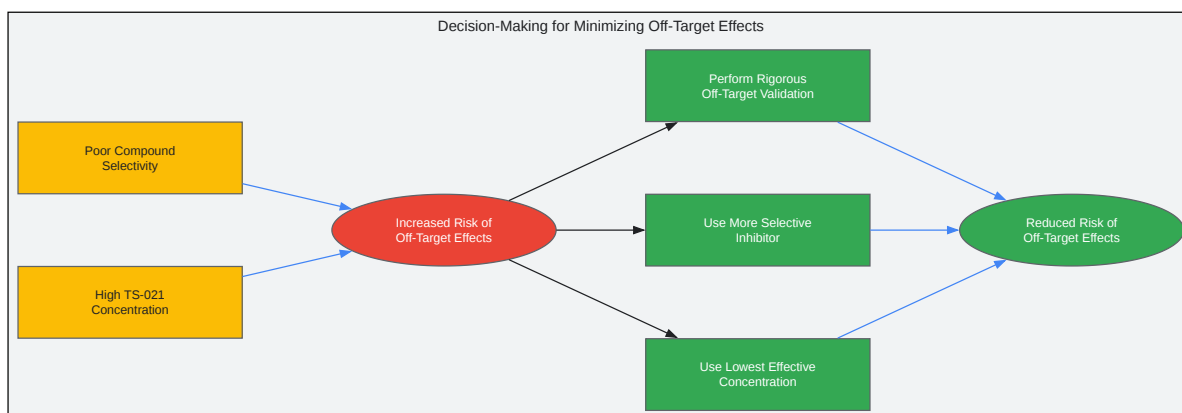 Decision-Making for Minimizing Off-Target Effects
Perform Rigorous
Off-Target Validation
Poor Compound
Selectivity
Increased Risk of
Off-Target Effects
Use More Selective
Inhibitor
Reduced Risk of
Off-Target Effects
High TS-021
Concentration
Use Lowest Effective
Concentration